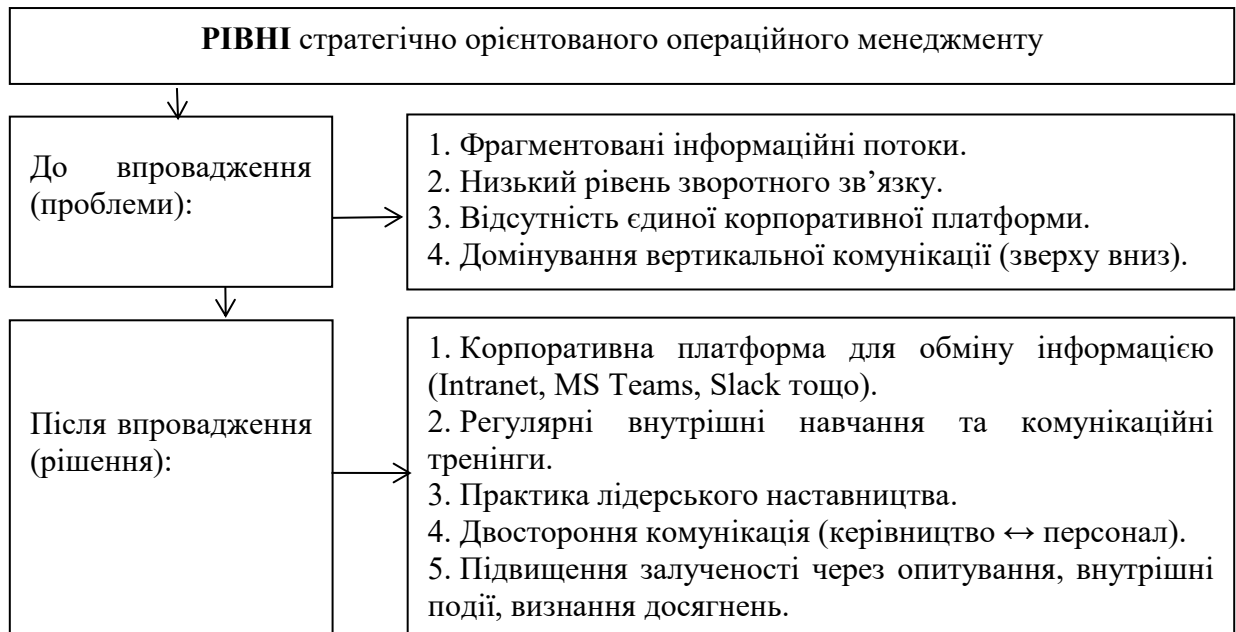 РІВНІ стратегічно орієнтованого операційного менеджменту
До впровадження
(проблеми):
1. Фрагментовані інформаційні потоки.
2. Низький рівень зворотного зв’язку.
3. Відсутність єдиної корпоративної платформи.
4. Домінування вертикальної комунікації (зверху вниз).
Після впровадження
(рішення):
1. Корпоративна платформа для обміну інформацією
(Intranet, MS Teams, Slack тощо).
2. Регулярні внутрішні навчання та комунікаційні
тренінги.
3. Практика лідерського наставництва.
4. Двостороння комунікація (керівництво ↔ персонал).
5. Підвищення залученості через опитування, внутрішні
події, визнання досягнень.